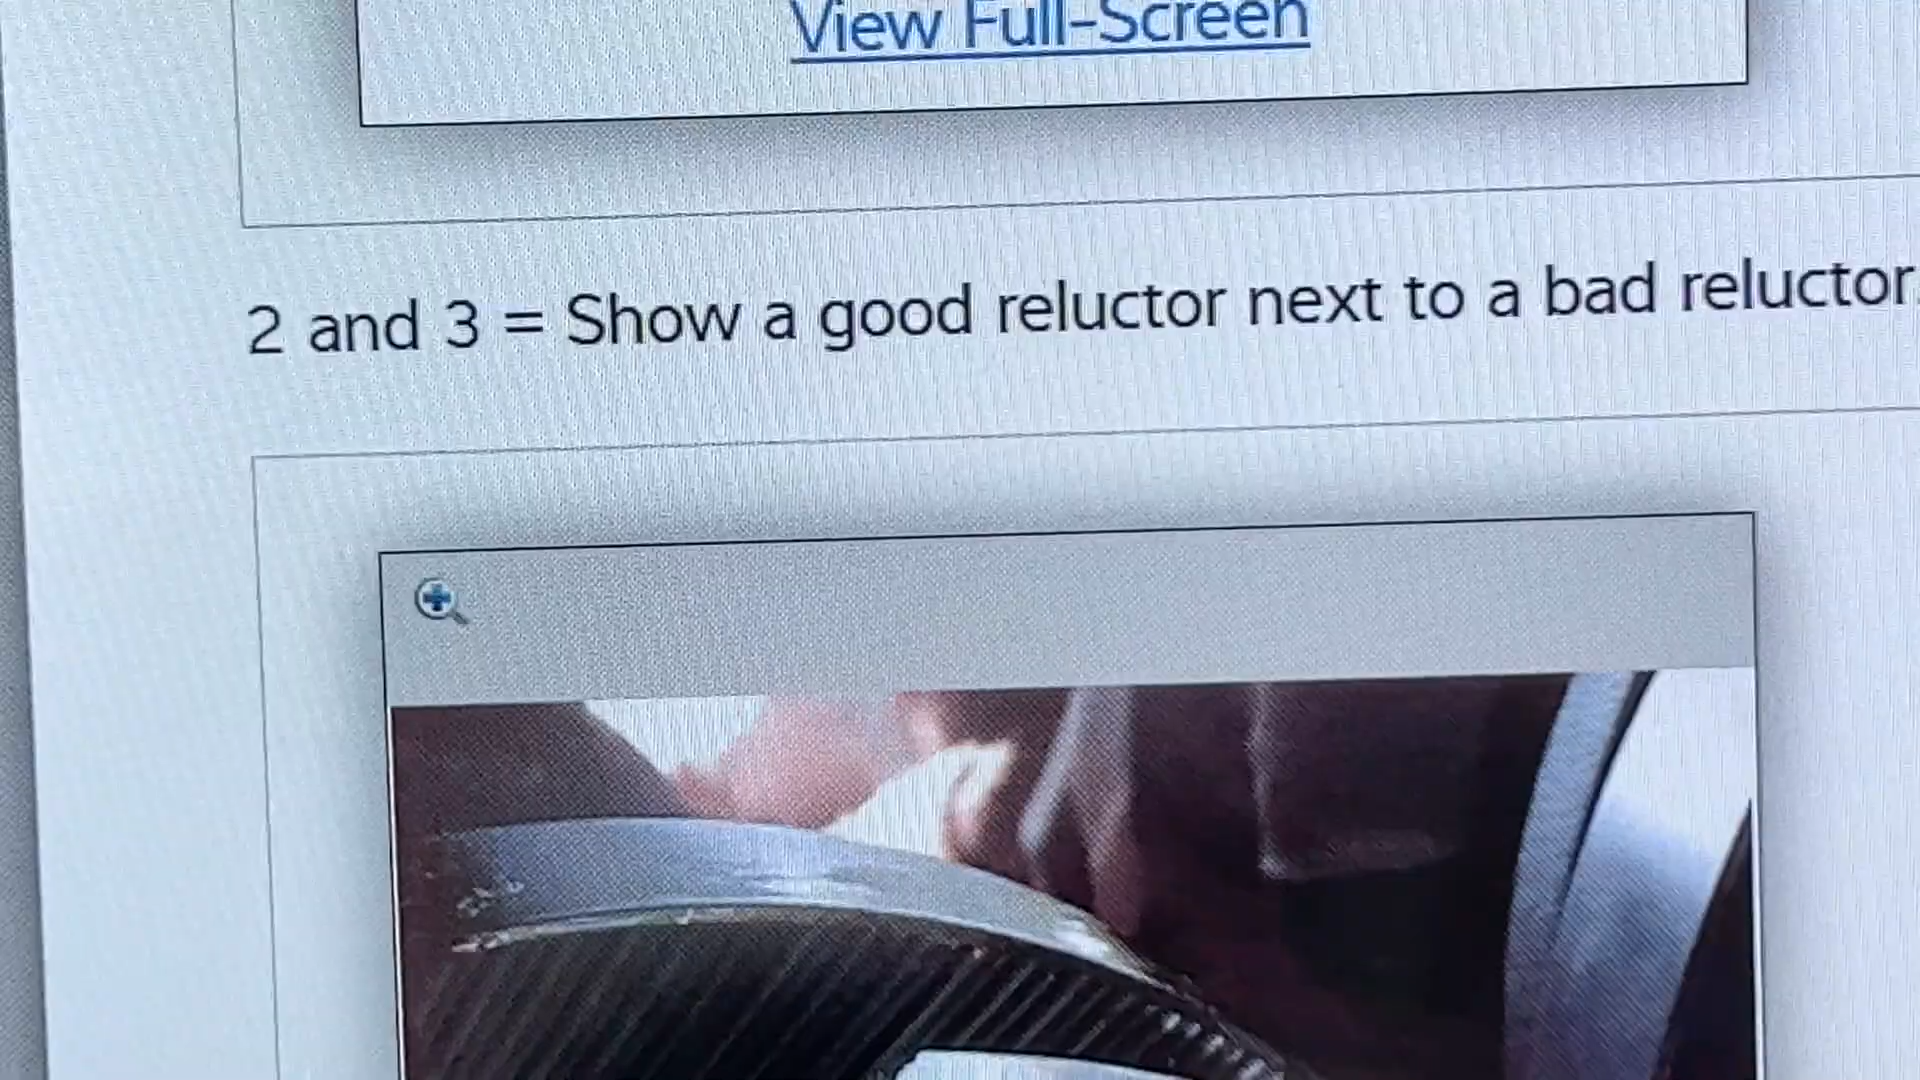 View Full-Screen
2 and 3 = Show a good reluctor next to a bad reluctor.